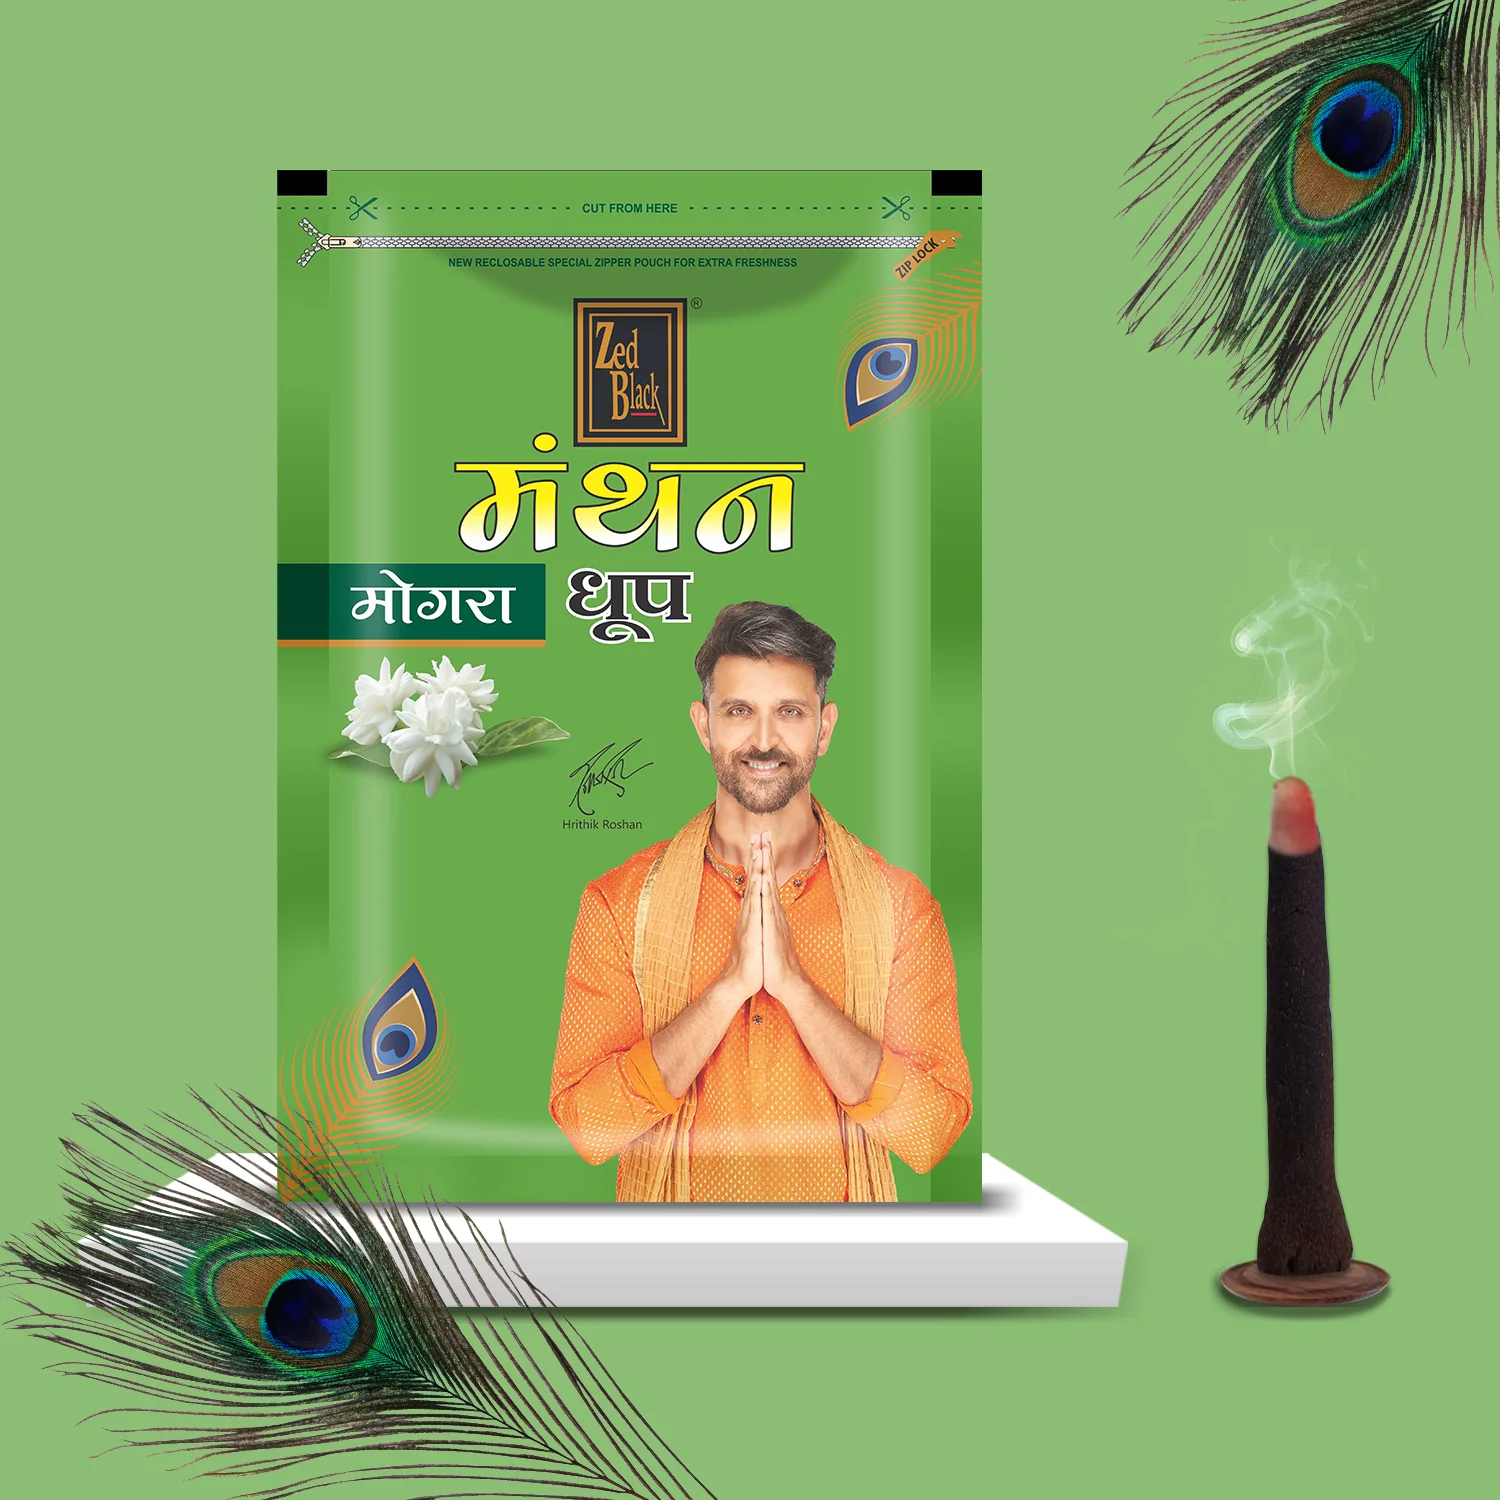 CUT FROM HERE
NEW RECLOSABLE SPECIAL ZIPPER POUCH FOR EXTRA FRESHNESS
ZIP LOCK
®
Zed
Black
मंथन
मोगरा धूप
Hrithik Roshan